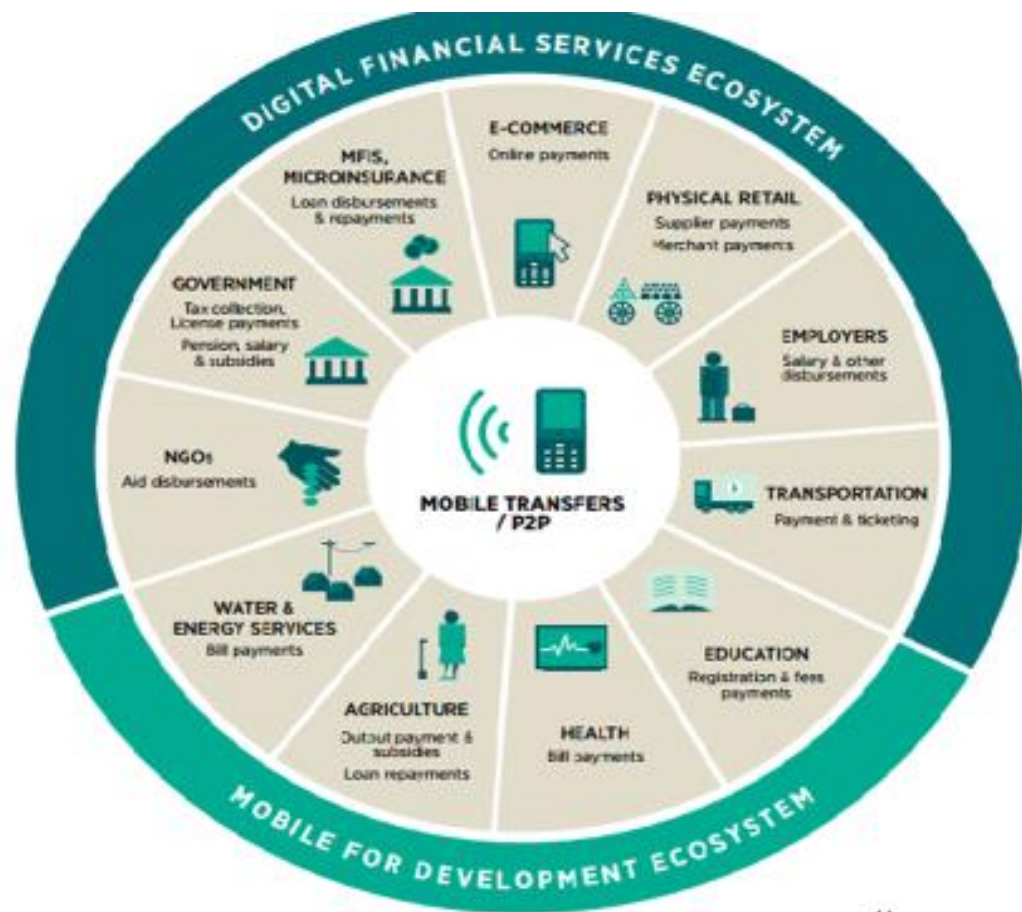 DIGITAL FINANCIAL SERVICES ECOSYSTEM
E-COMMERCE
Online payments
PHYSICAL RETAIL
Supplier payments
Merchant payments
EMPLOYERS
Salary & other
disbursements
TRANSPORTATION
Payment & ticketing
EDUCATION
Registration & fees
payments
HEALTH
Bill payments
AGRICULTURE
Output payment &
subsidies
Loan repayments
WATER &
ENERGY SERVICES
Bill payments
NGOs
Aid disbursements
GOVERNMENT
Tax collection,
License payments
Pension, salary
& subsidies
MFIS,
MICROINSURANCE
Loan disbursements
& repayments
MOBILE TRANSFERS
/ P2P
MOBILE FOR DEVELOPMENT ECOSYSTEM